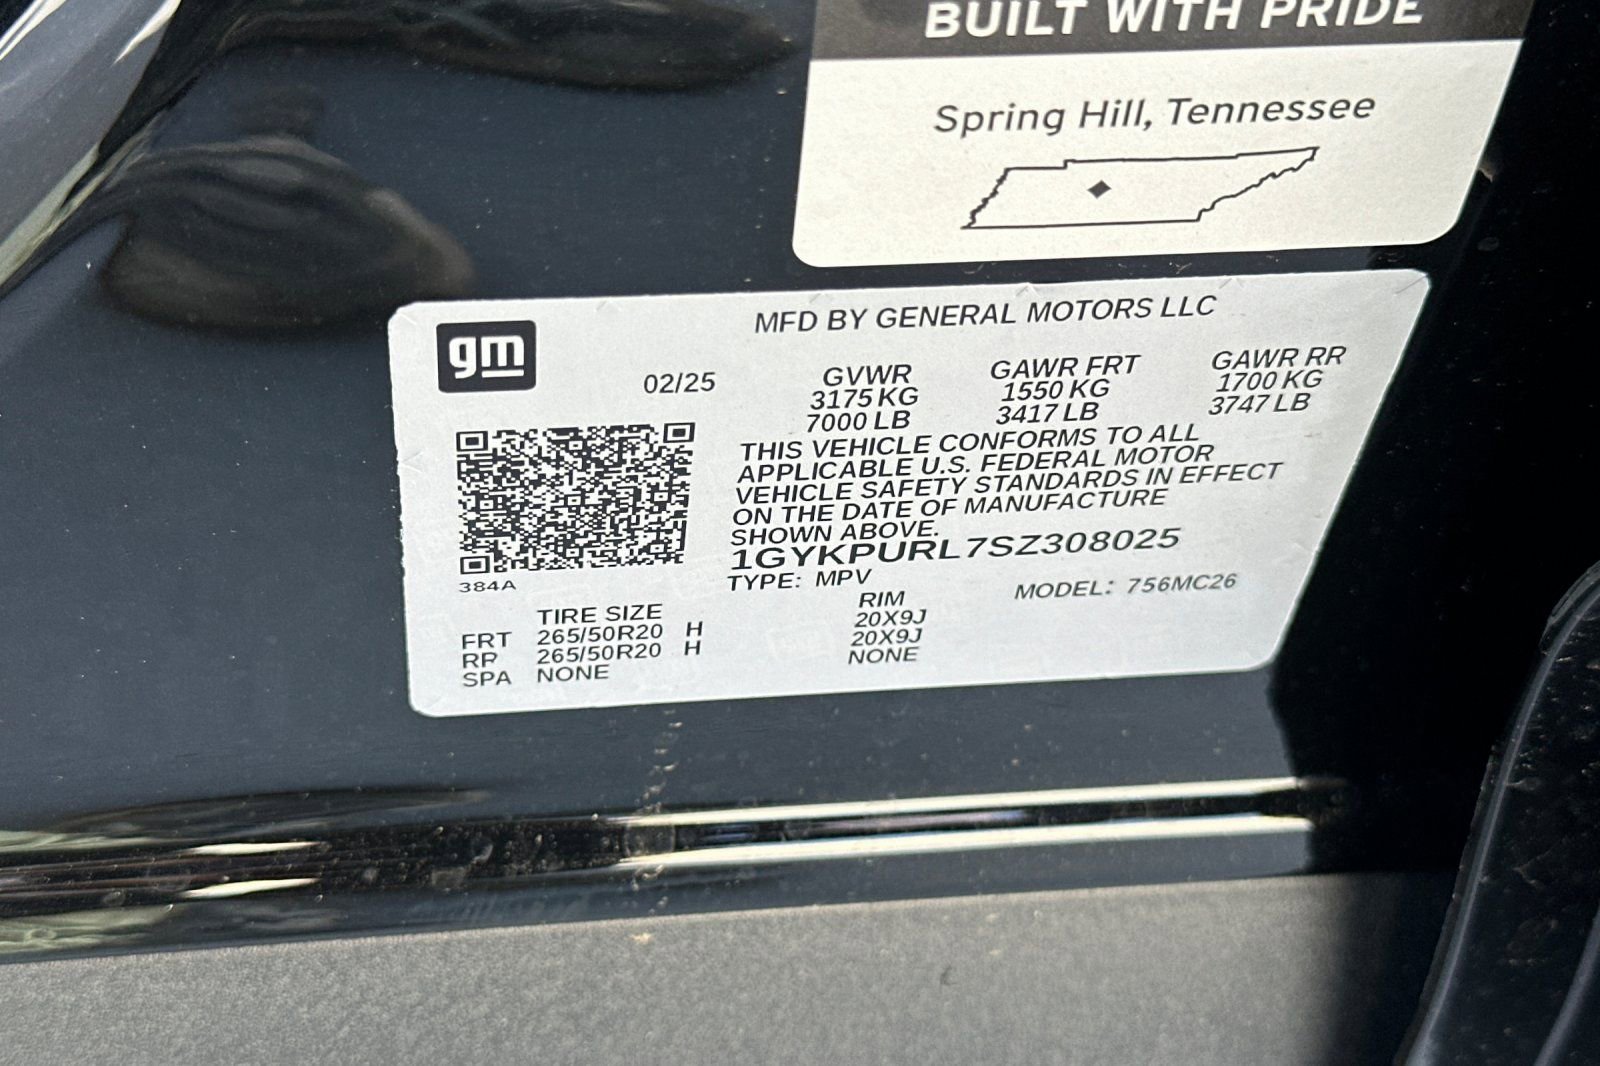 BUILT WITH PRIDE
Spring Hill, Tennessee
gm
MFD BY GENERAL MOTORS LLC
02/25
GVWR GAWR FRT GAWR RR
3175 KG 1550 KG 1700 KG
7000 LB 3417 LB 3747 LB
THIS VEHICLE CONFORMS TO ALL
APPLICABLE U.S. FEDERAL MOTOR
VEHICLE SAFETY STANDARDS IN EFFECT
ON THE DATE OF MANUFACTURE
SHOWN ABOVE.
1GYKPURL7SZ308025
384A
TYPE: MPV MODEL: 756MC26
TIRE SIZE RIM
FRT 265/50R20 H 20X9J
RR 265/50R20 H 20X9J
SPA NONE NONE